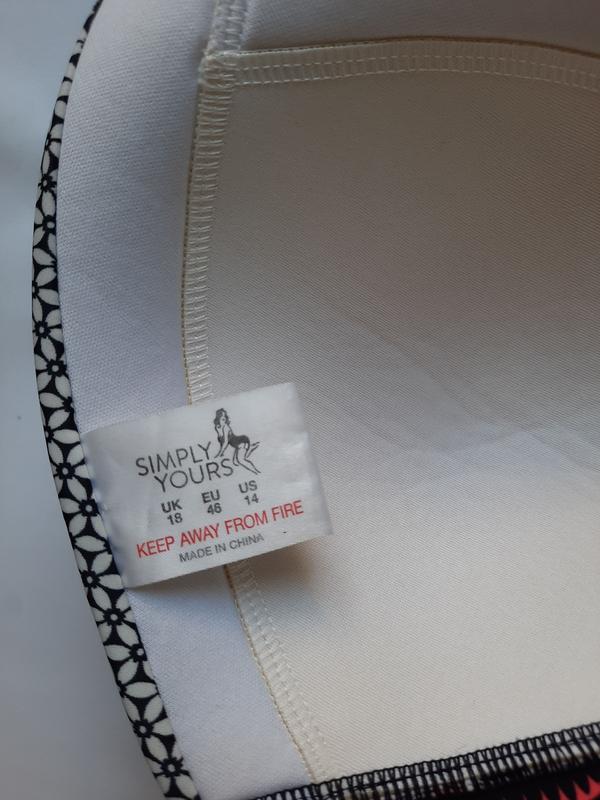 SIMPLY
YOURS
UK EU US
18 46 14
KEEP AWAY FROM FIRE
MADE IN CHINA